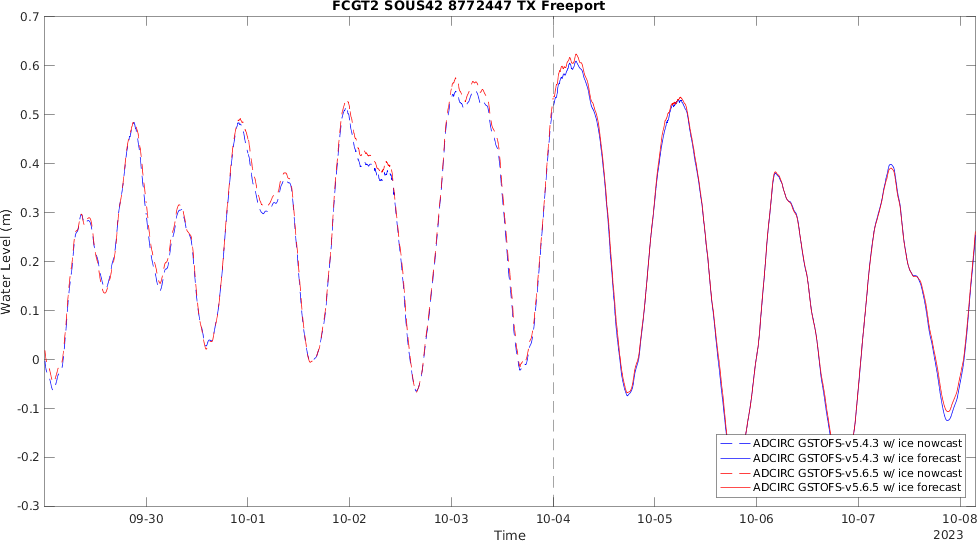 FCGT2 SOUS42 8772447 TX Freeport
0.7
0.6
0.5
0.4
0.3
0.2
0.1
0
-0.1
-0.2
-0.3
Water Level (m)
ADCIRC GSTOFS-v5.4.3 w/ ice nowcast
ADCIRC GSTOFS-v5.4.3 w/ ice forecast
ADCIRC GSTOFS-v5.6.5 w/ ice nowcast
ADCIRC GSTOFS-v5.6.5 w/ ice forecast
09-30 10-01 10-02 10-03 10-04 10-05 10-06 10-07 10-08
Time
2023